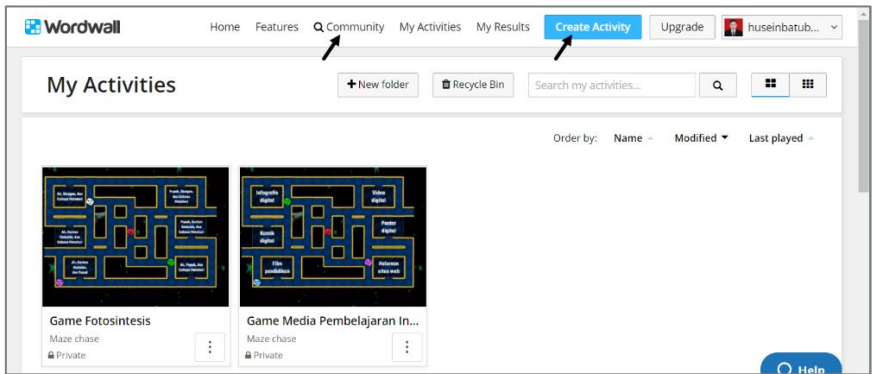 Wordwall Home Features Community My Activities My Results Create Activity Upgrade huseinbatub...
My Activities + New folder Recycle Bin Search my activities...
Order by: Name Modified Last played
Infografis digital
Video digital
Komik digital
Poster digital
Film pendidikan
Halaman situs web
Game Fotosintesis
Maze chase
Private
Game Media Pembelajaran In...
Maze chase
Private
Help